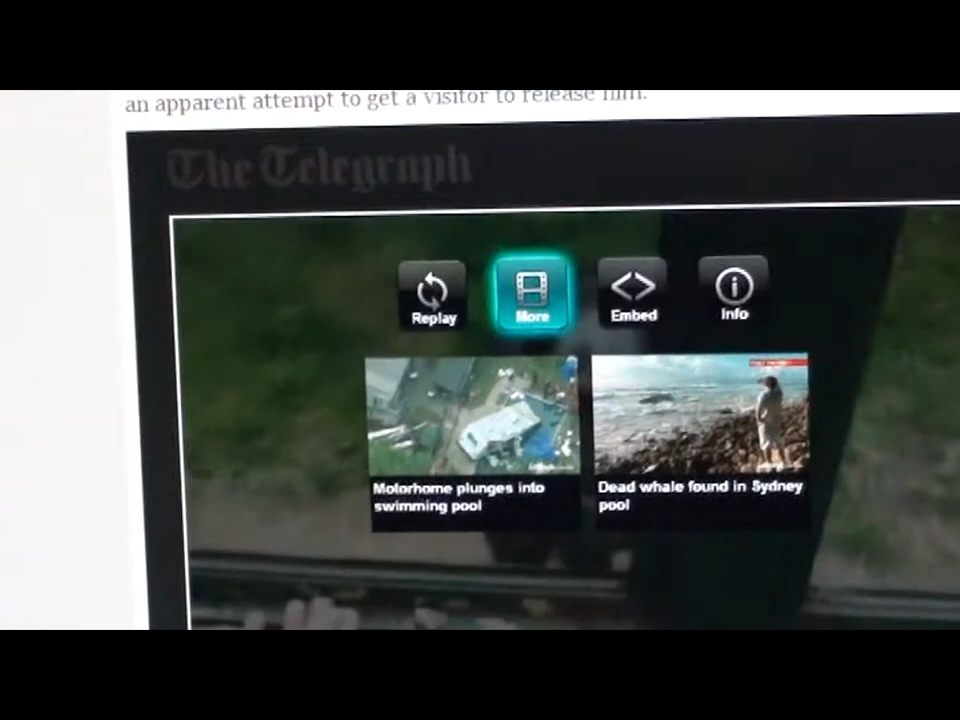 an apparent attempt to get a visitor to release him.
The Telegraph
Replay
More
Embed
Info
Motorhome plunges into
swimming pool
Dead whale found in Sydney
pool